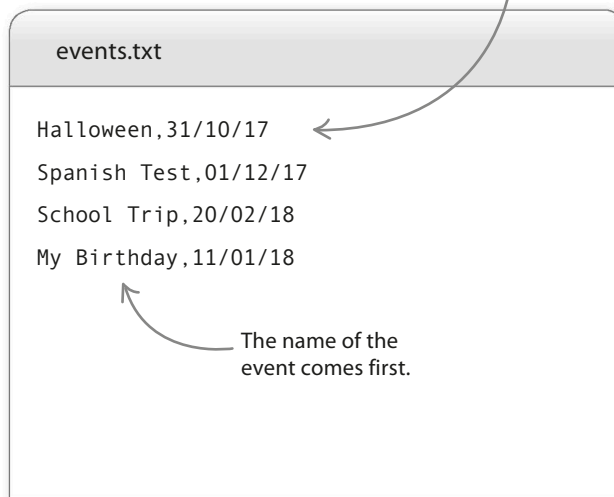 events.txt
Halloween,31/10/17
Spanish Test,01/12/17
School Trip,20/02/18
My Birthday,11/01/18
The name of the
event comes first.